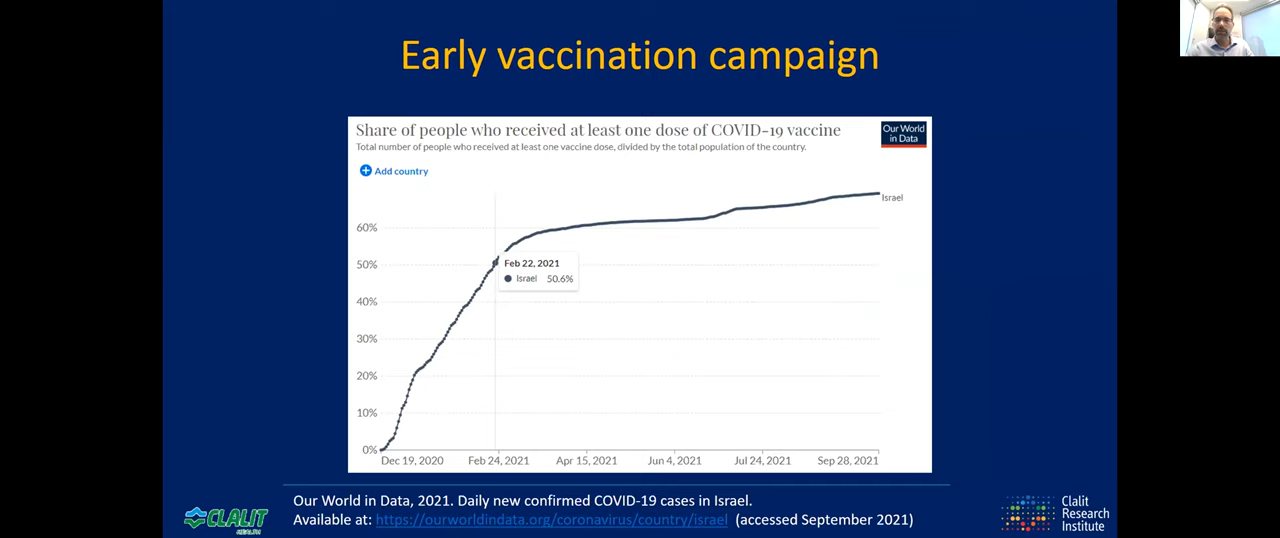 Early vaccination campaign
Share of people who received at least one dose of COVID-19 vaccine
Our World
in Data
Total number of people who received at least one vaccine dose, divided by the total population of the country.
Add country
Israel
60%
50%
40%
30%
20%
10%
0%
Feb 22, 2021
Israel 50.6%
Dec 19, 2020 Feb 24, 2021 Apr 15, 2021 Jun 4, 2021 Jul 24, 2021 Sep 28, 2021
Our World in Data, 2021. Daily new confirmed COVID-19 cases in Israel.
Available at: https://ourworldindata.org/coronavirus/country/israel (accessed September 2021)
CLALIT
HEALTH
Clalit
Research
Institute